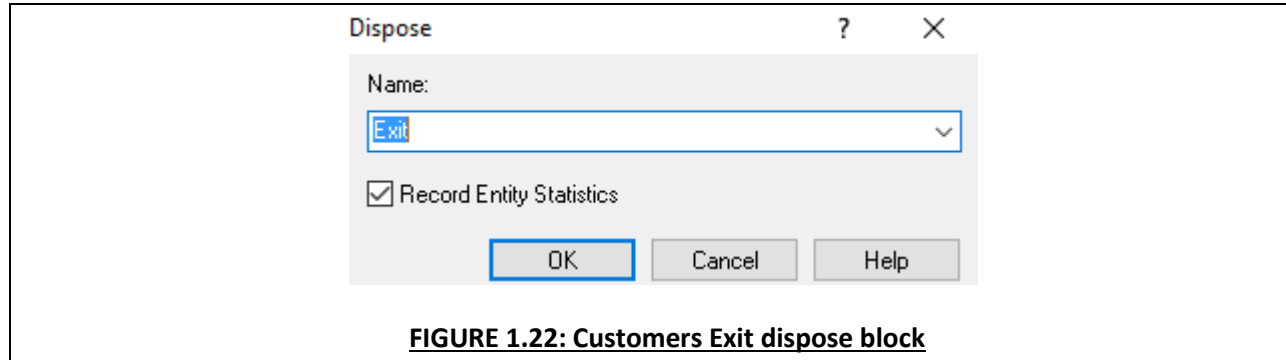 Dispose ? ×
Name:
Exit
Record Entity Statistics
OK Cancel Help
FIGURE 1.22: Customers Exit dispose block